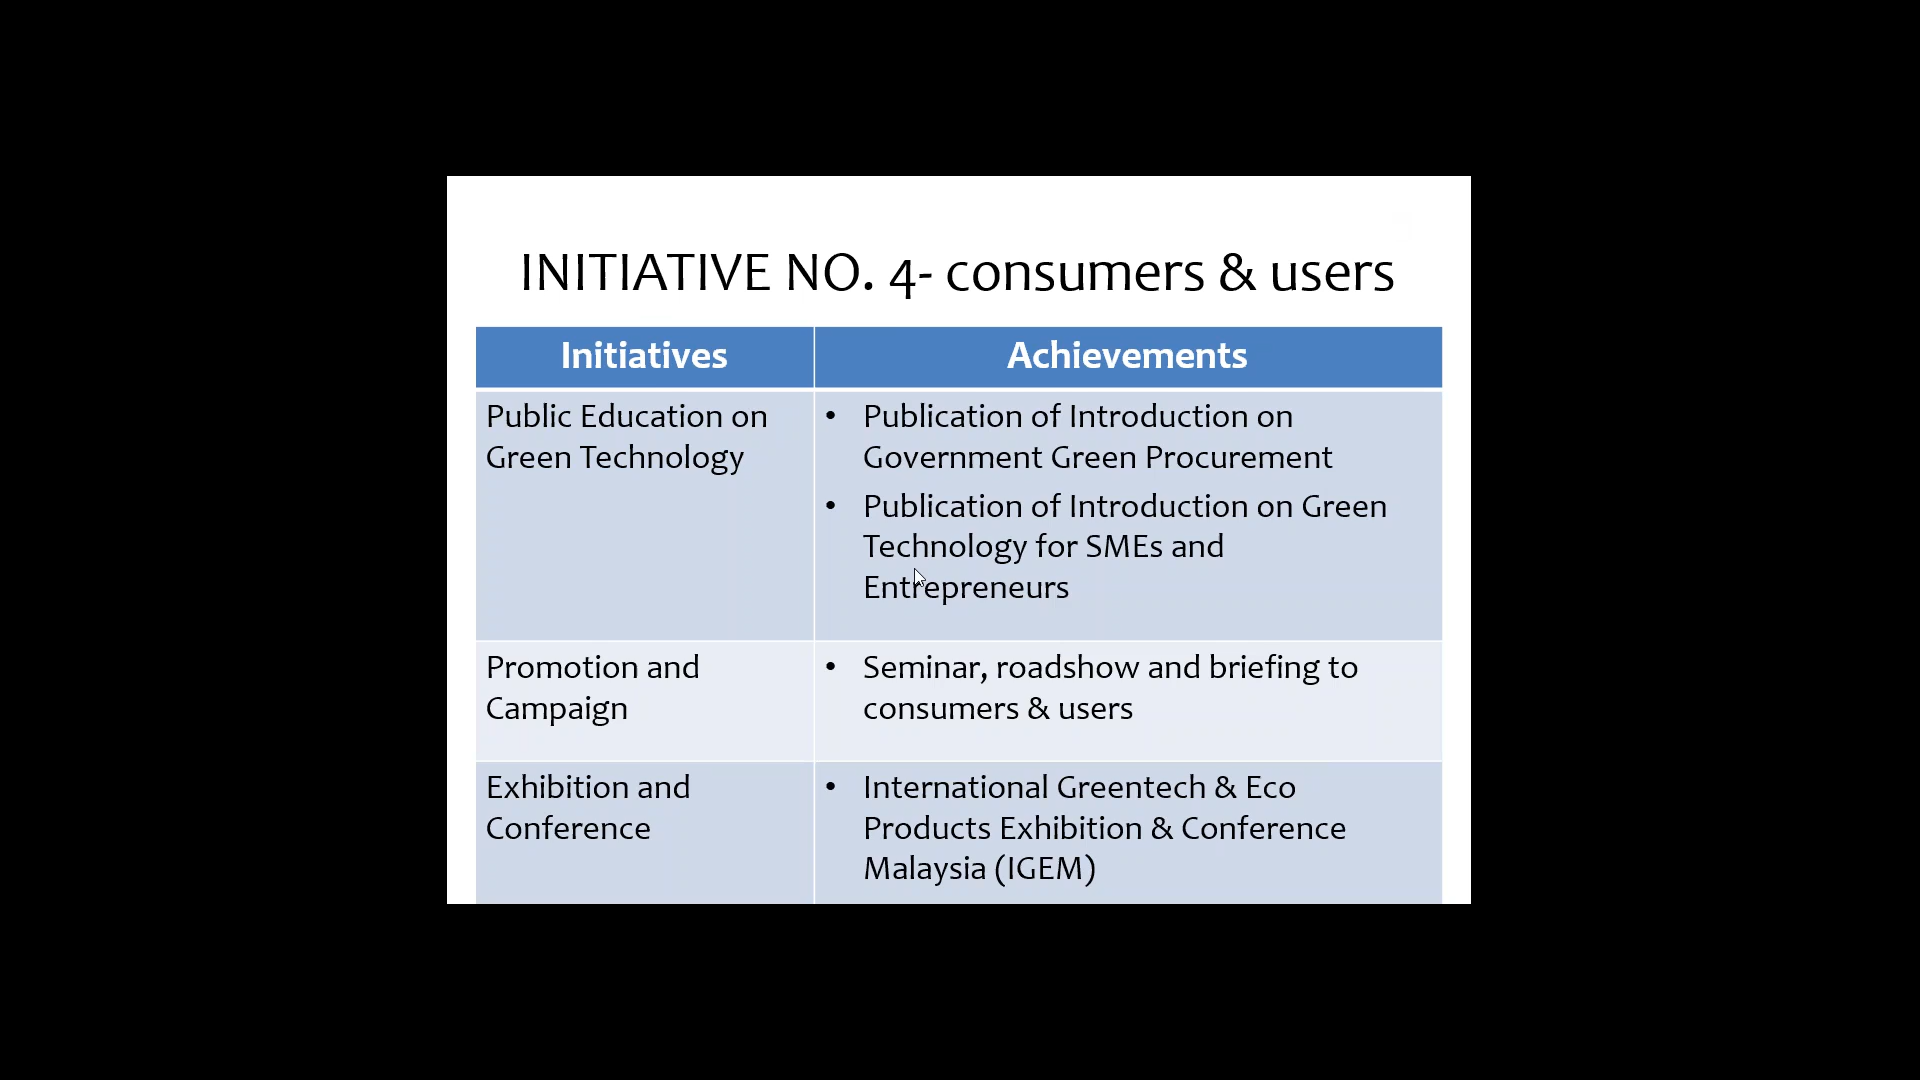 INITIATIVE NO. 4- consumers & users
Initiatives
Achievements
Public Education on
Green Technology
• Publication of Introduction on
Government Green Procurement
• Publication of Introduction on Green
Technology for SMEs and
Entrepreneurs
Promotion and
Campaign
• Seminar, roadshow and briefing to
consumers & users
Exhibition and
Conference
• International Greentech & Eco
Products Exhibition & Conference
Malaysia (IGEM)